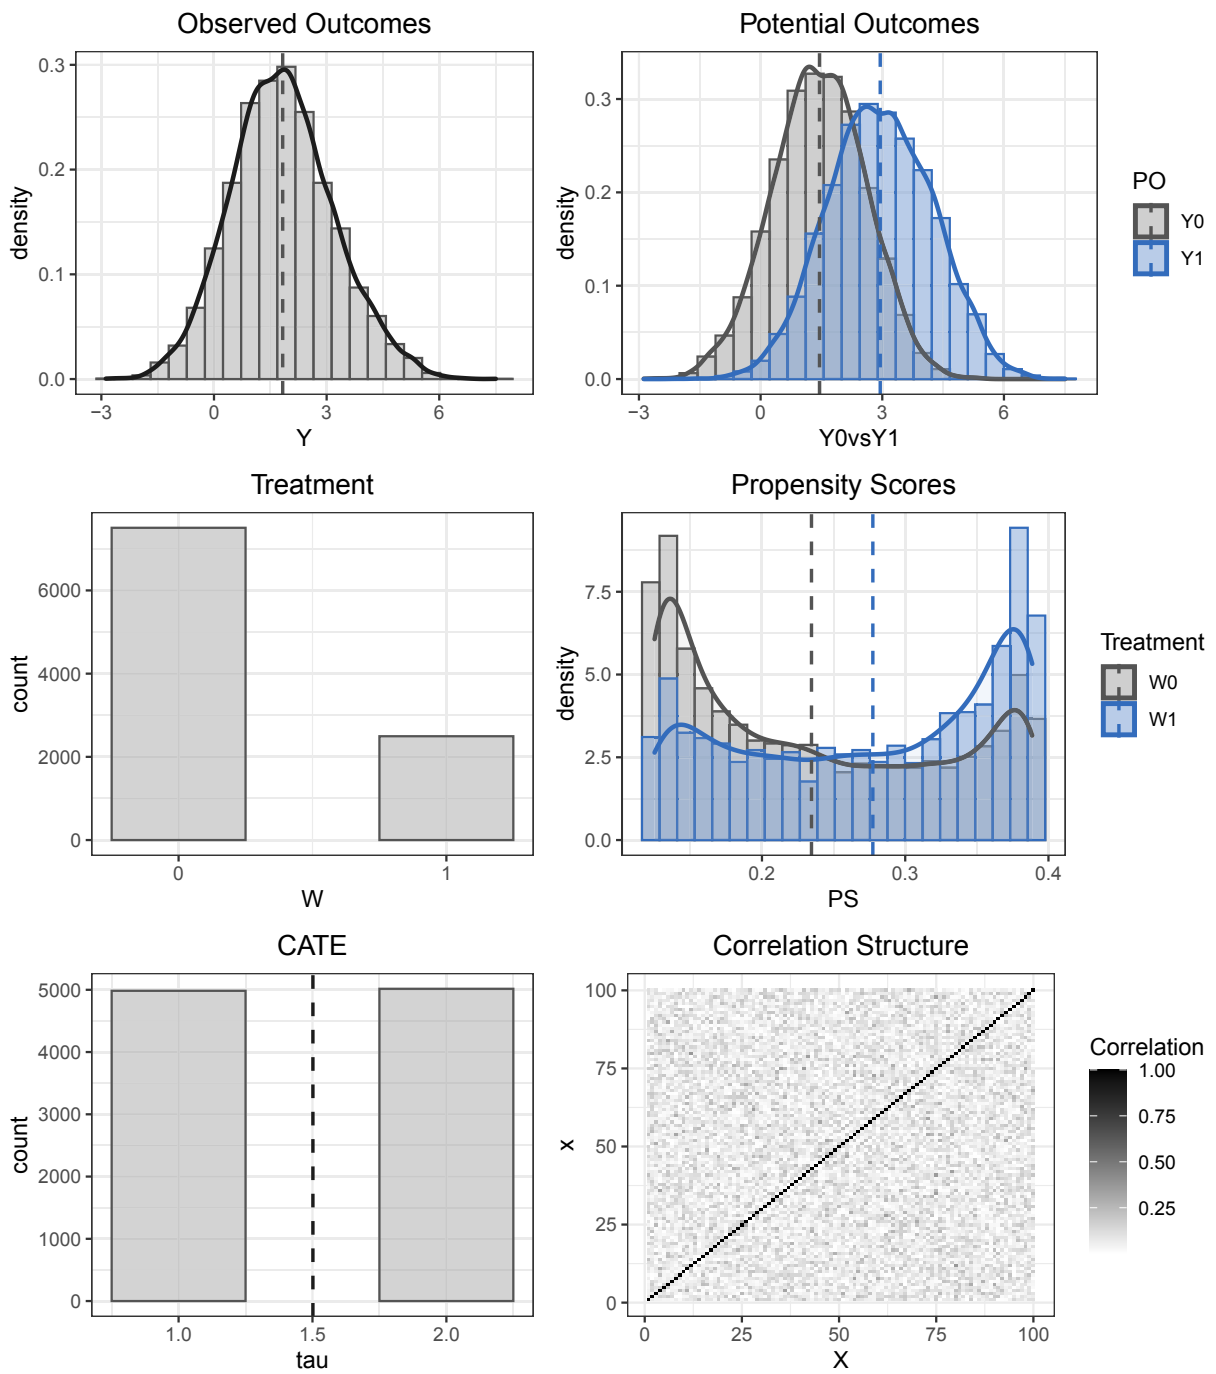 Observed Outcomes
0.3
0.2
0.1
0.0
density
−3
0
3
6
Y
Potential Outcomes
0.3
0.2
0.1
0.0
density
−3
0
3
6
Y0vsY1
PO
Y0
Y1
Treatment
6000
4000
2000
0
count
0
1
W
Propensity Scores
7.5
5.0
2.5
0.0
density
0.2
0.3
0.4
PS
Treatment
W0
W1
CATE
5000
4000
3000
2000
1000
0
count
1.0
1.5
2.0
tau
Correlation Structure
100
75
50
25
0
x
0
25
50
75
100
X
Correlation
1.00
0.75
0.50
0.25